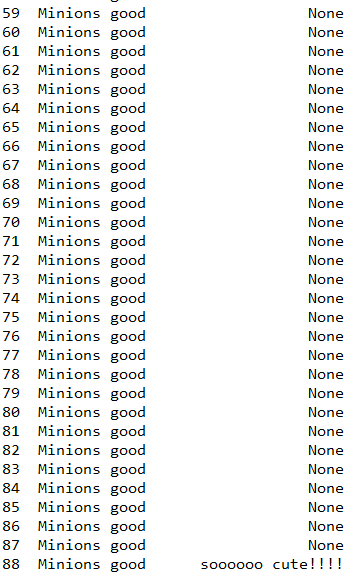 59 Minions good None
60 Minions good None
61 Minions good None
62 Minions good None
63 Minions good None
64 Minions good None
65 Minions good None
66 Minions good None
67 Minions good None
68 Minions good None
69 Minions good None
70 Minions good None
71 Minions good None
72 Minions good None
73 Minions good None
74 Minions good None
75 Minions good None
76 Minions good None
77 Minions good None
78 Minions good None
79 Minions good None
80 Minions good None
81 Minions good None
82 Minions good None
83 Minions good None
84 Minions good None
85 Minions good None
86 Minions good None
87 Minions good None
88 Minions good soooooo cute!!!!